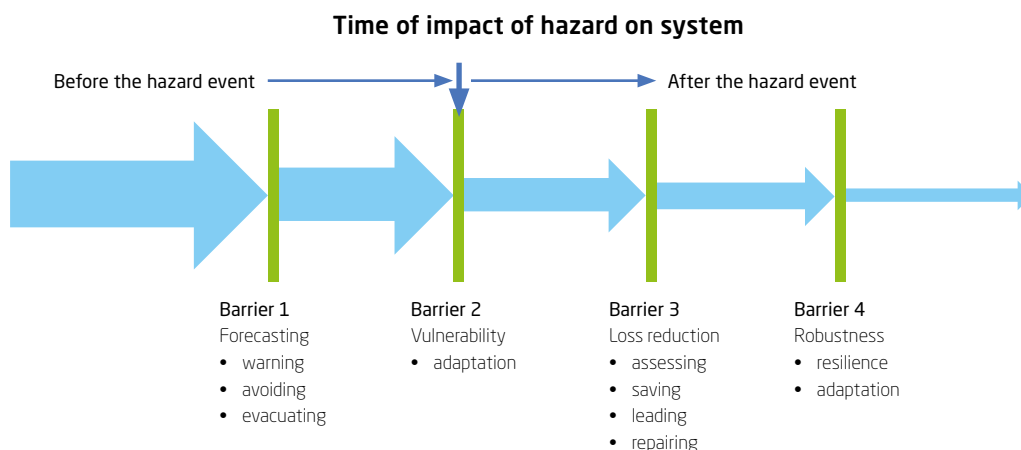 Time of impact of hazard on system
Before the hazard event
After the hazard event
Barrier 1
Forecasting
• warning
• avoiding
• evacuating
Barrier 2
Vulnerability
• adaptation
Barrier 3
Loss reduction
• assessing
• saving
• leading
• repairing
Barrier 4
Robustness
• resilience
• adaptation